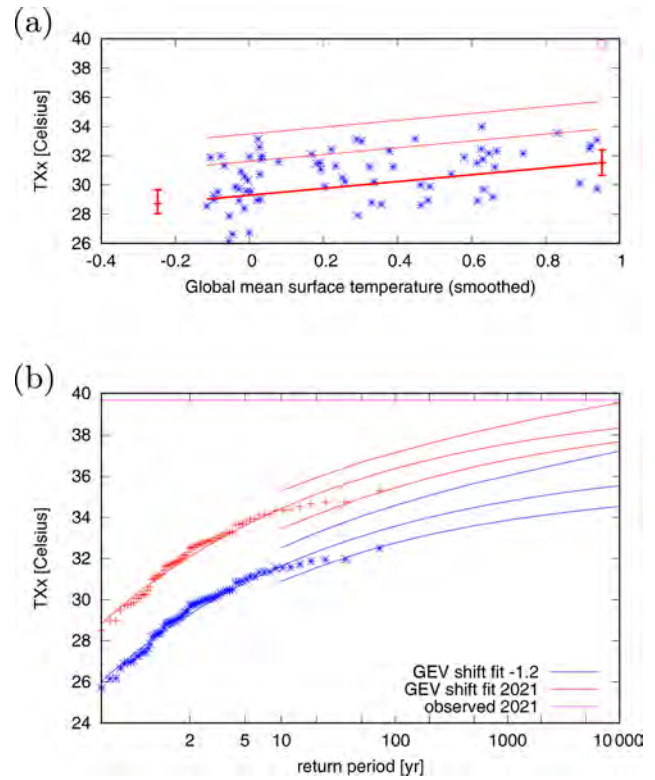 (a)
TXx [Celsius]
40
38
36
34
32
30
28
26
-0.4 -0.2 0 0.2 0.4 0.6 0.8 1
Global mean surface temperature (smoothed)
(b)
TXx [Celsius]
40
38
36
34
32
30
28
26
24
GEV shift fit -1.2
GEV shift fit 2021
observed 2021
2 5 10 100 1000 10000
return period [yr]